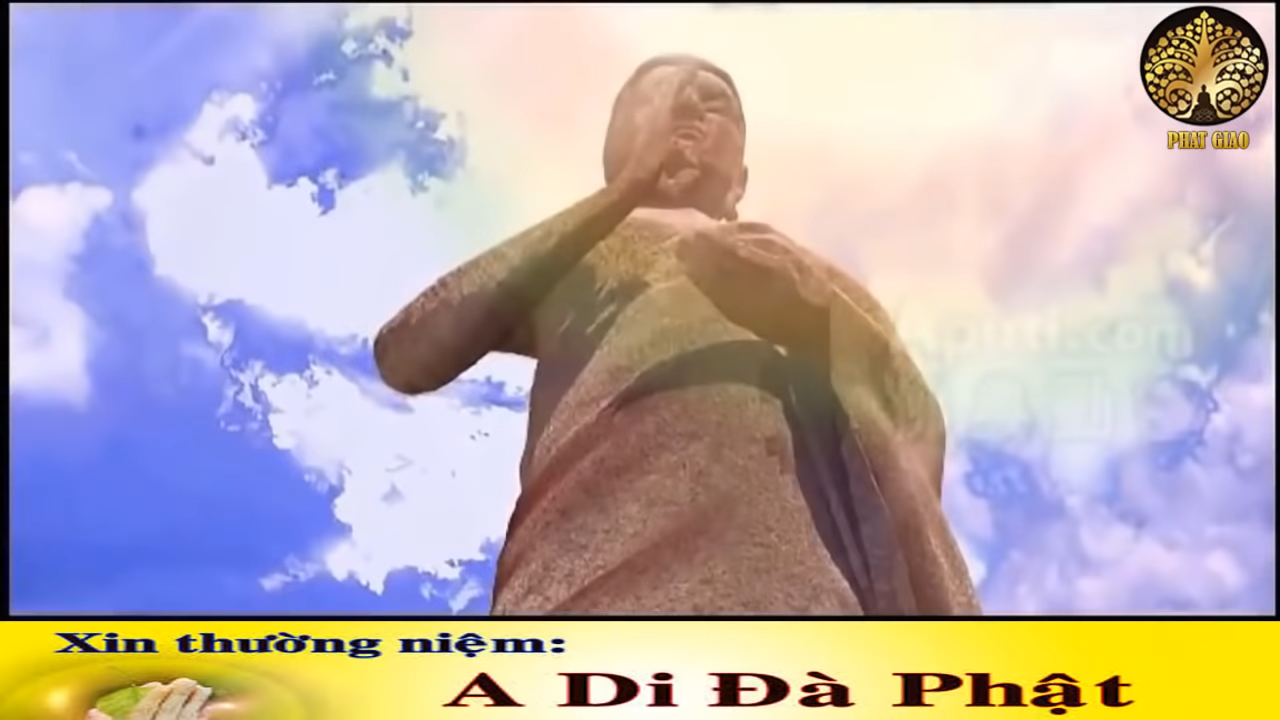 PHAT GIAO
Xin thường niệm:
A Di Đà Phật